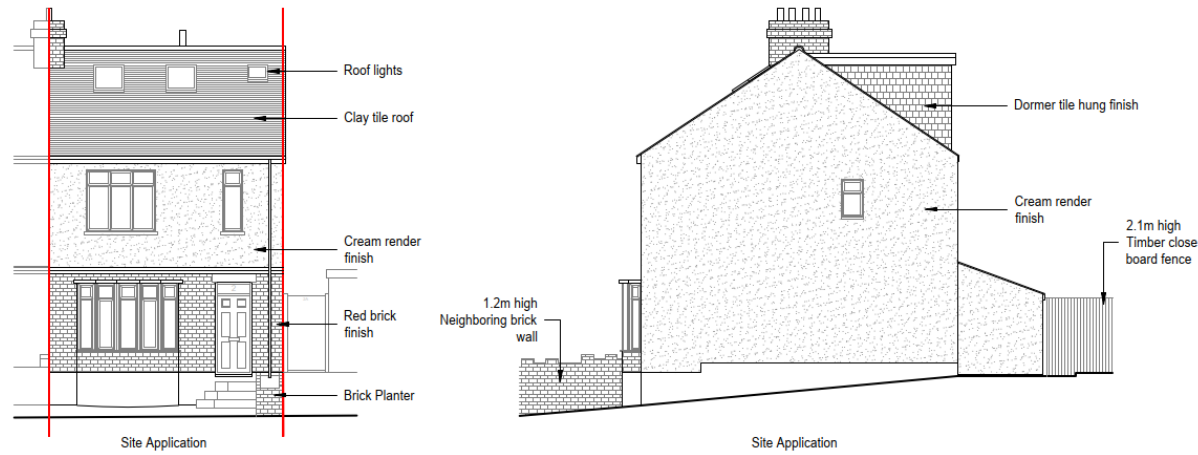 Roof lights
Clay tile roof
Cream render
finish
2
Red brick
finish
Brick Planter
Site Application
Dormer tile hung finish
Cream render
finish
2.1m high
Timber close
board fence
1.2m high
Neighboring brick
wall
Site Application